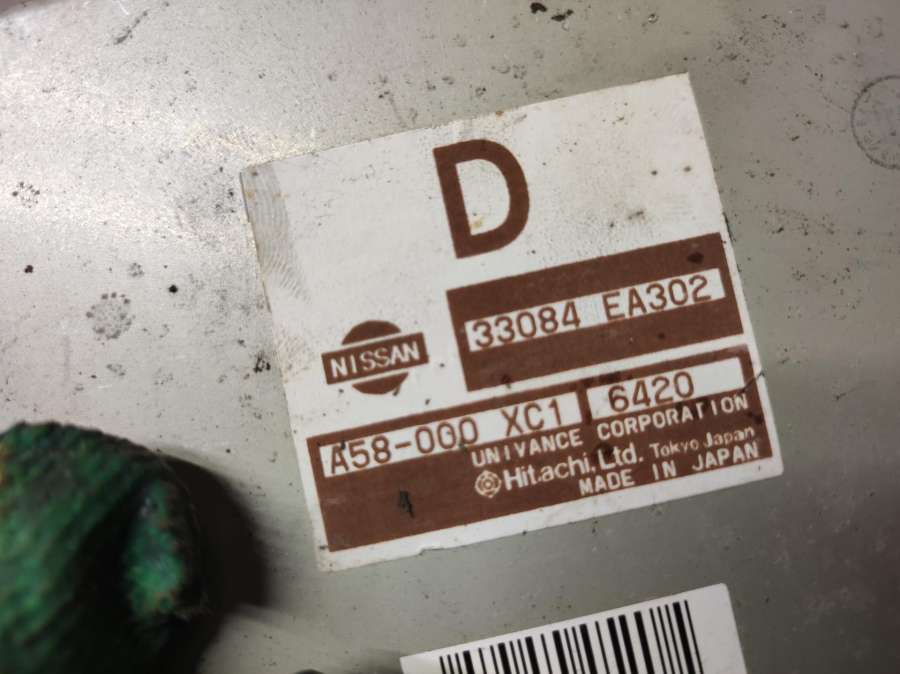 D
33084 EA302
NISSAN
A58-000 XC1 6420
UNIVANCE CORPORATION
Hitachi, Ltd. Tokyo Japan
MADE IN JAPAN